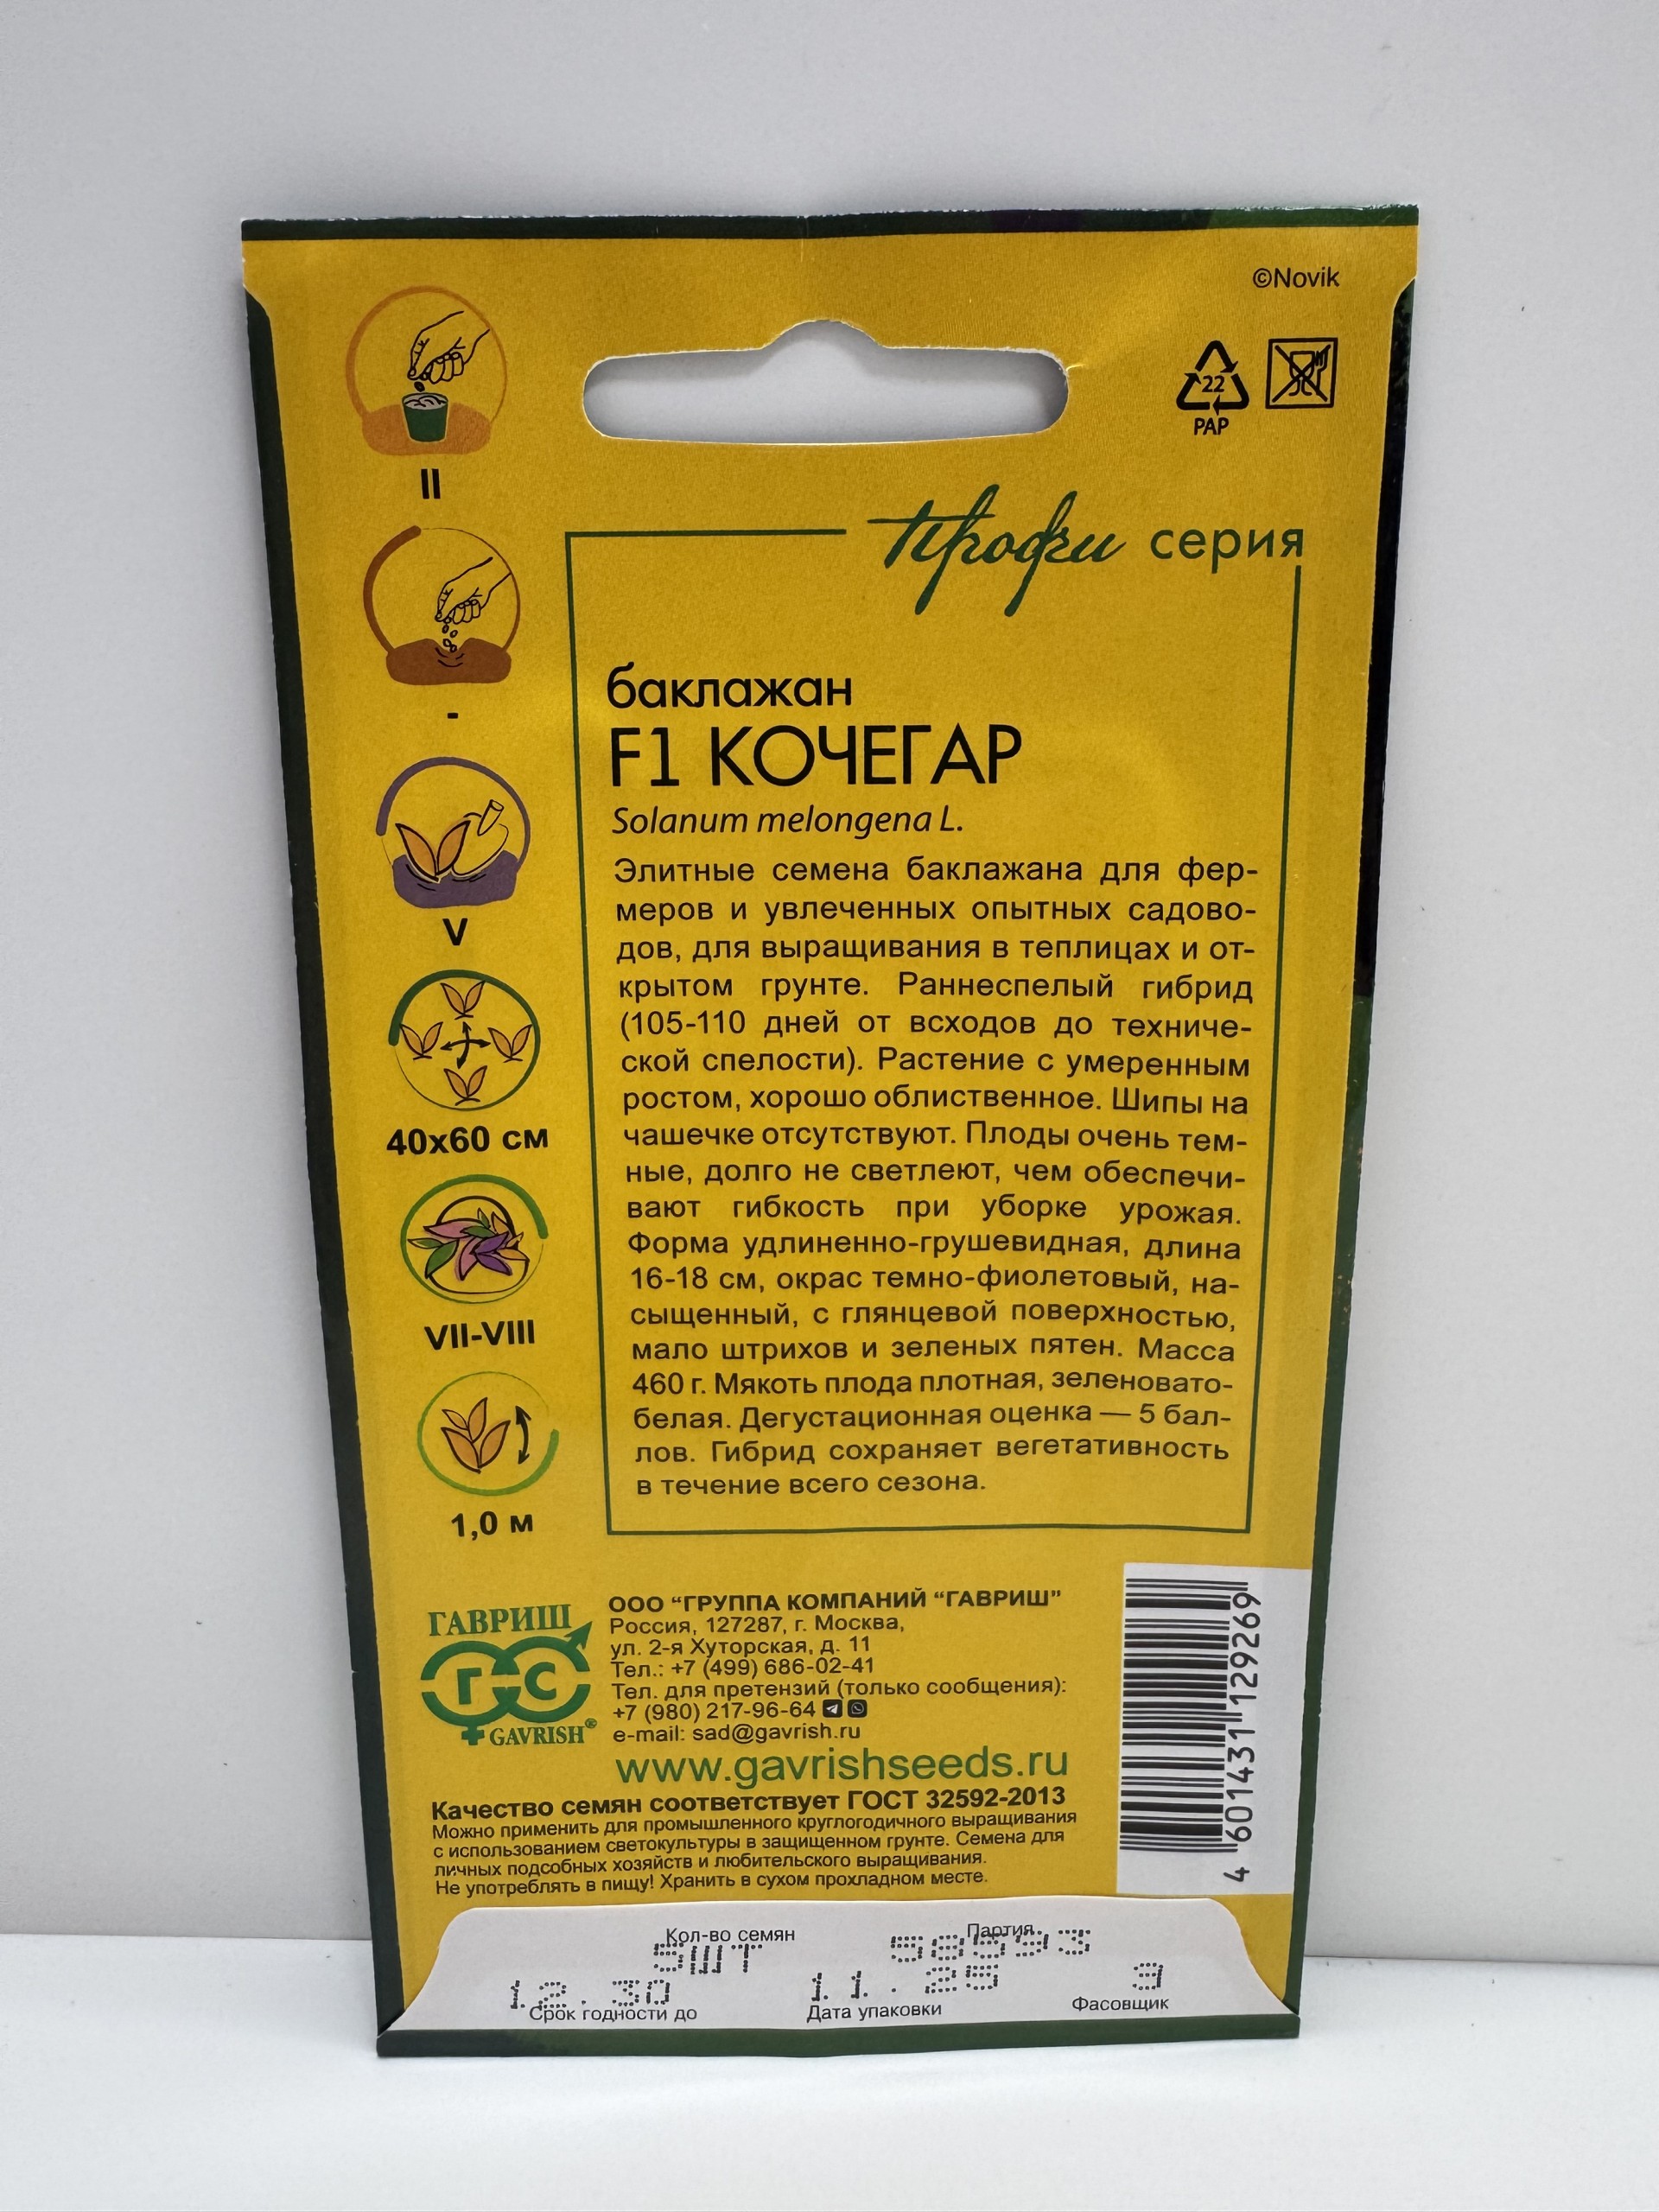 ©Novik
22
PAP
II
-
V
40х60 см
VII-VIII
1,0 м
Профи серия
баклажан
F1 КОЧЕГАР
Solanum melongena L.
Элитные семена баклажана для фер-
меров и увлеченных опытных садово-
дов, для выращивания в теплицах и от-
крытом грунте. Раннеспелый гибрид
(105-110 дней от всходов до техниче-
ской спелости). Растение с умеренным
ростом, хорошо облиственное. Шипы на
чашечке отсутствуют. Плоды очень тем-
ные, долго не светлеют, чем обеспечи-
вают гибкость при уборке урожая.
Форма удлиненно-грушевидная, длина
16-18 см, окрас темно-фиолетовый, на-
сыщенный, с глянцевой поверхностью,
мало штрихов и зеленых пятен. Масса
460 г. Мякоть плода плотная, зеленовато-
белая. Дегустационная оценка — 5 бал-
лов. Гибрид сохраняет вегетативность
в течение всего сезона.
ГАВРИШ
ГС
GAVRISH®
ООО “ГРУППА КОМПАНИЙ “ГАВРИШ”
Россия, 127287, г. Москва,
ул. 2-я Хуторская, д. 11
Тел.: +7 (499) 686-02-41
Тел. для претензий (только сообщения):
+7 (980) 217-96-64
e-mail: sad@gavrish.ru
www.gavrishseeds.ru
Качество семян соответствует ГОСТ 32592-2013
Можно применить для промышленного круглогодичного выращивания
с использованием светокультуры в защищенном грунте. Семена для
личных подсобных хозяйств и любительского выращивания.
Не употреблять в пищу! Хранить в сухом прохладном месте.
4 601431 129269
Кол-во семян Партия
5ШТ 58593
12.30 11.25 Э
Срок годности до Дата упаковки Фасовщик